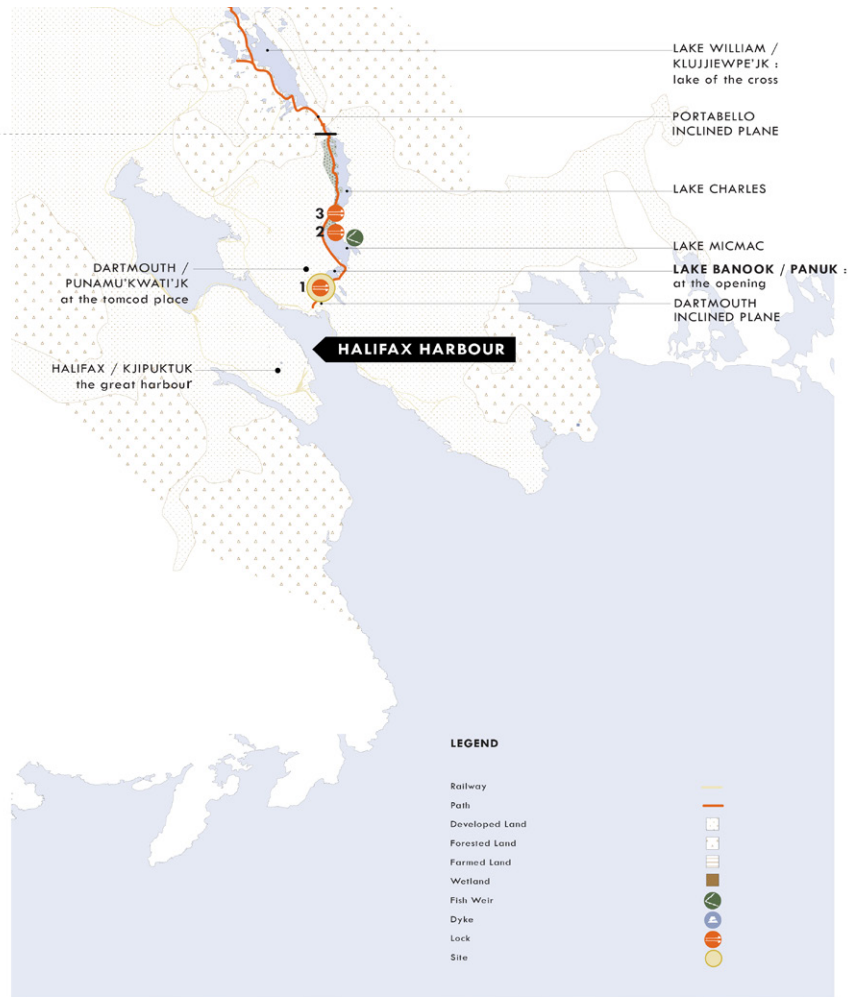 LAKE WILLIAM /
KLUJJIEWPE'JK :
lake of the cross
PORTABELLO
INCLINED PLANE
LAKE CHARLES
3
2
LAKE MICMAC
DARTMOUTH /
PUNAMU'KWATI'JK
at the tomcod place
LAKE BANOOK / PANUK :
at the opening
1
DARTMOUTH
INCLINED PLANE
HALIFAX HARBOUR
HALIFAX / KJIPUKTUK
the great harbour
LEGEND
Railway
Path
Developed Land
Forested Land
Farmed Land
Wetland
Fish Weir
Dyke
Lock
Site